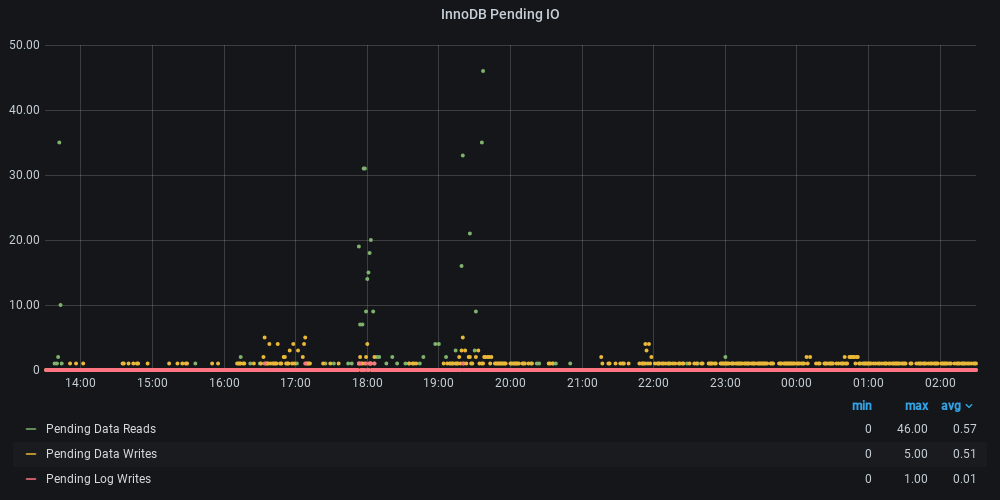 InnoDB Pending IO
50.00
40.00
30.00
20.00
10.00
0
14:00 15:00 16:00 17:00 18:00 19:00 20:00 21:00 22:00 23:00 00:00 01:00 02:00
min max avg
Pending Data Reads 0 46.00 0.57
Pending Data Writes 0 5.00 0.51
Pending Log Writes 0 1.00 0.01